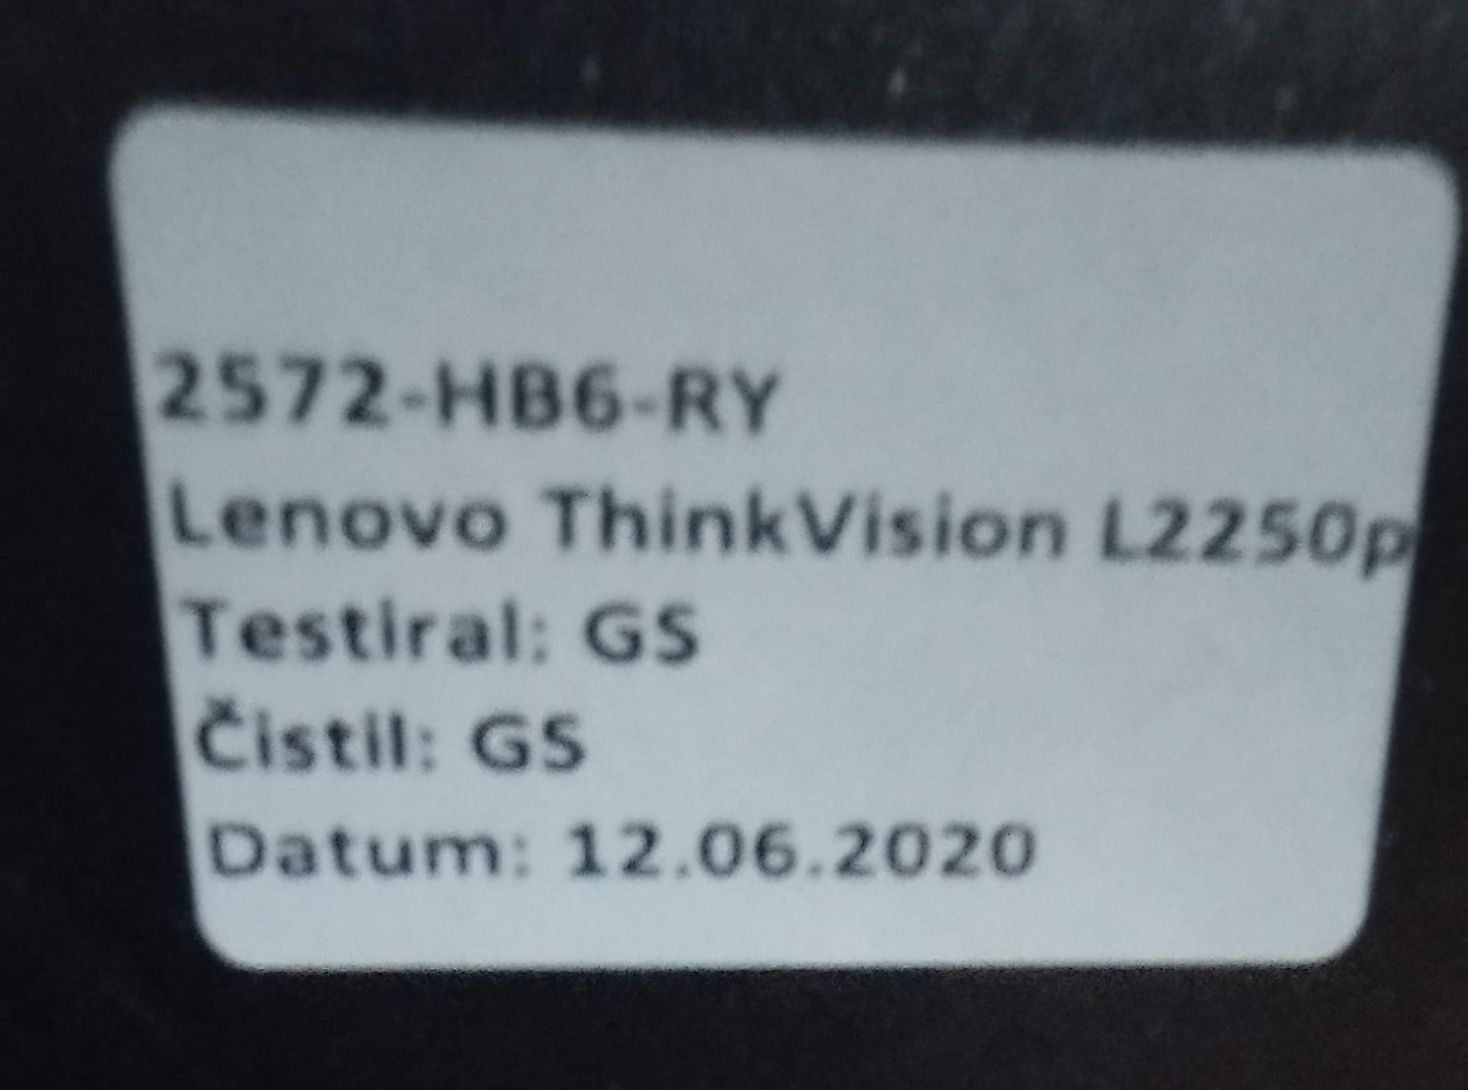 2572-HB6-RY
Lenovo ThinkVision L2250p
Testiral: GS
Čistil: GS
Datum: 12.06.2020